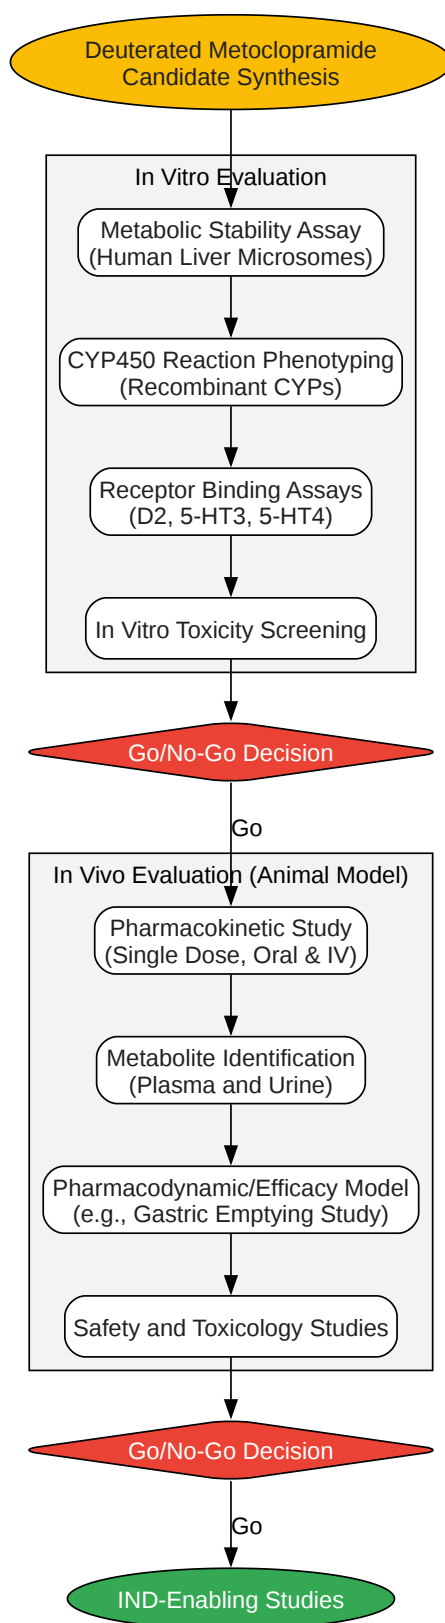 Deuterated Metoclopramide
Candidate Synthesis
In Vitro Evaluation
Metabolic Stability Assay
(Human Liver Microsomes)
CYP450 Reaction Phenotyping
(Recombinant CYPs)
Receptor Binding Assays
(D2, 5-HT3, 5-HT4)
In Vitro Toxicity Screening
Go/No-Go Decision
Go
In Vivo Evaluation (Animal Model)
Pharmacokinetic Study
(Single Dose, Oral & IV)
Metabolite Identification
(Plasma and Urine)
Pharmacodynamic/Efficacy Model
(e.g., Gastric Emptying Study)
Safety and Toxicology Studies
Go/No-Go Decision
Go
IND-Enabling Studies